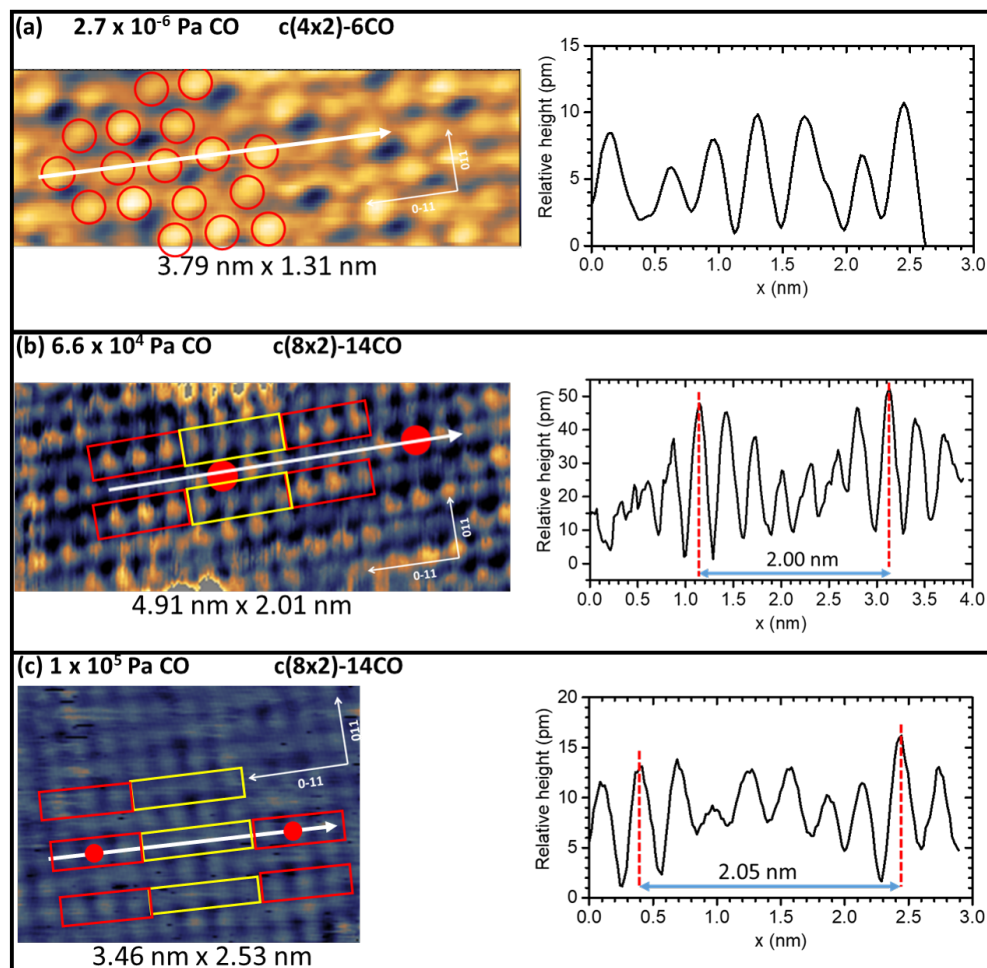 (a) 2.7 x 10⁻⁶ Pa CO c(4x2)-6CO
011
0-11
3.79 nm x 1.31 nm
Relative height (pm)
15
10
5
0
0.0 0.5 1.0 1.5 2.0 2.5 3.0
x (nm)
(b) 6.6 x 10⁴ Pa CO c(8x2)-14CO
011
0-11
4.91 nm x 2.01 nm
Relative height (pm)
50
40
30
20
10
0
2.00 nm
0.0 0.5 1.0 1.5 2.0 2.5 3.0 3.5 4.0
x (nm)
(c) 1 x 10⁵ Pa CO c(8x2)-14CO
011
0-11
3.46 nm x 2.53 nm
Relative height (pm)
20
15
10
5
0
2.05 nm
0.0 0.5 1.0 1.5 2.0 2.5 3.0
x (nm)